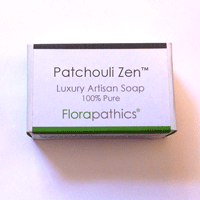 Patchouli Zen™
Luxury Artisan Soap
100% Pure
Florapathics®